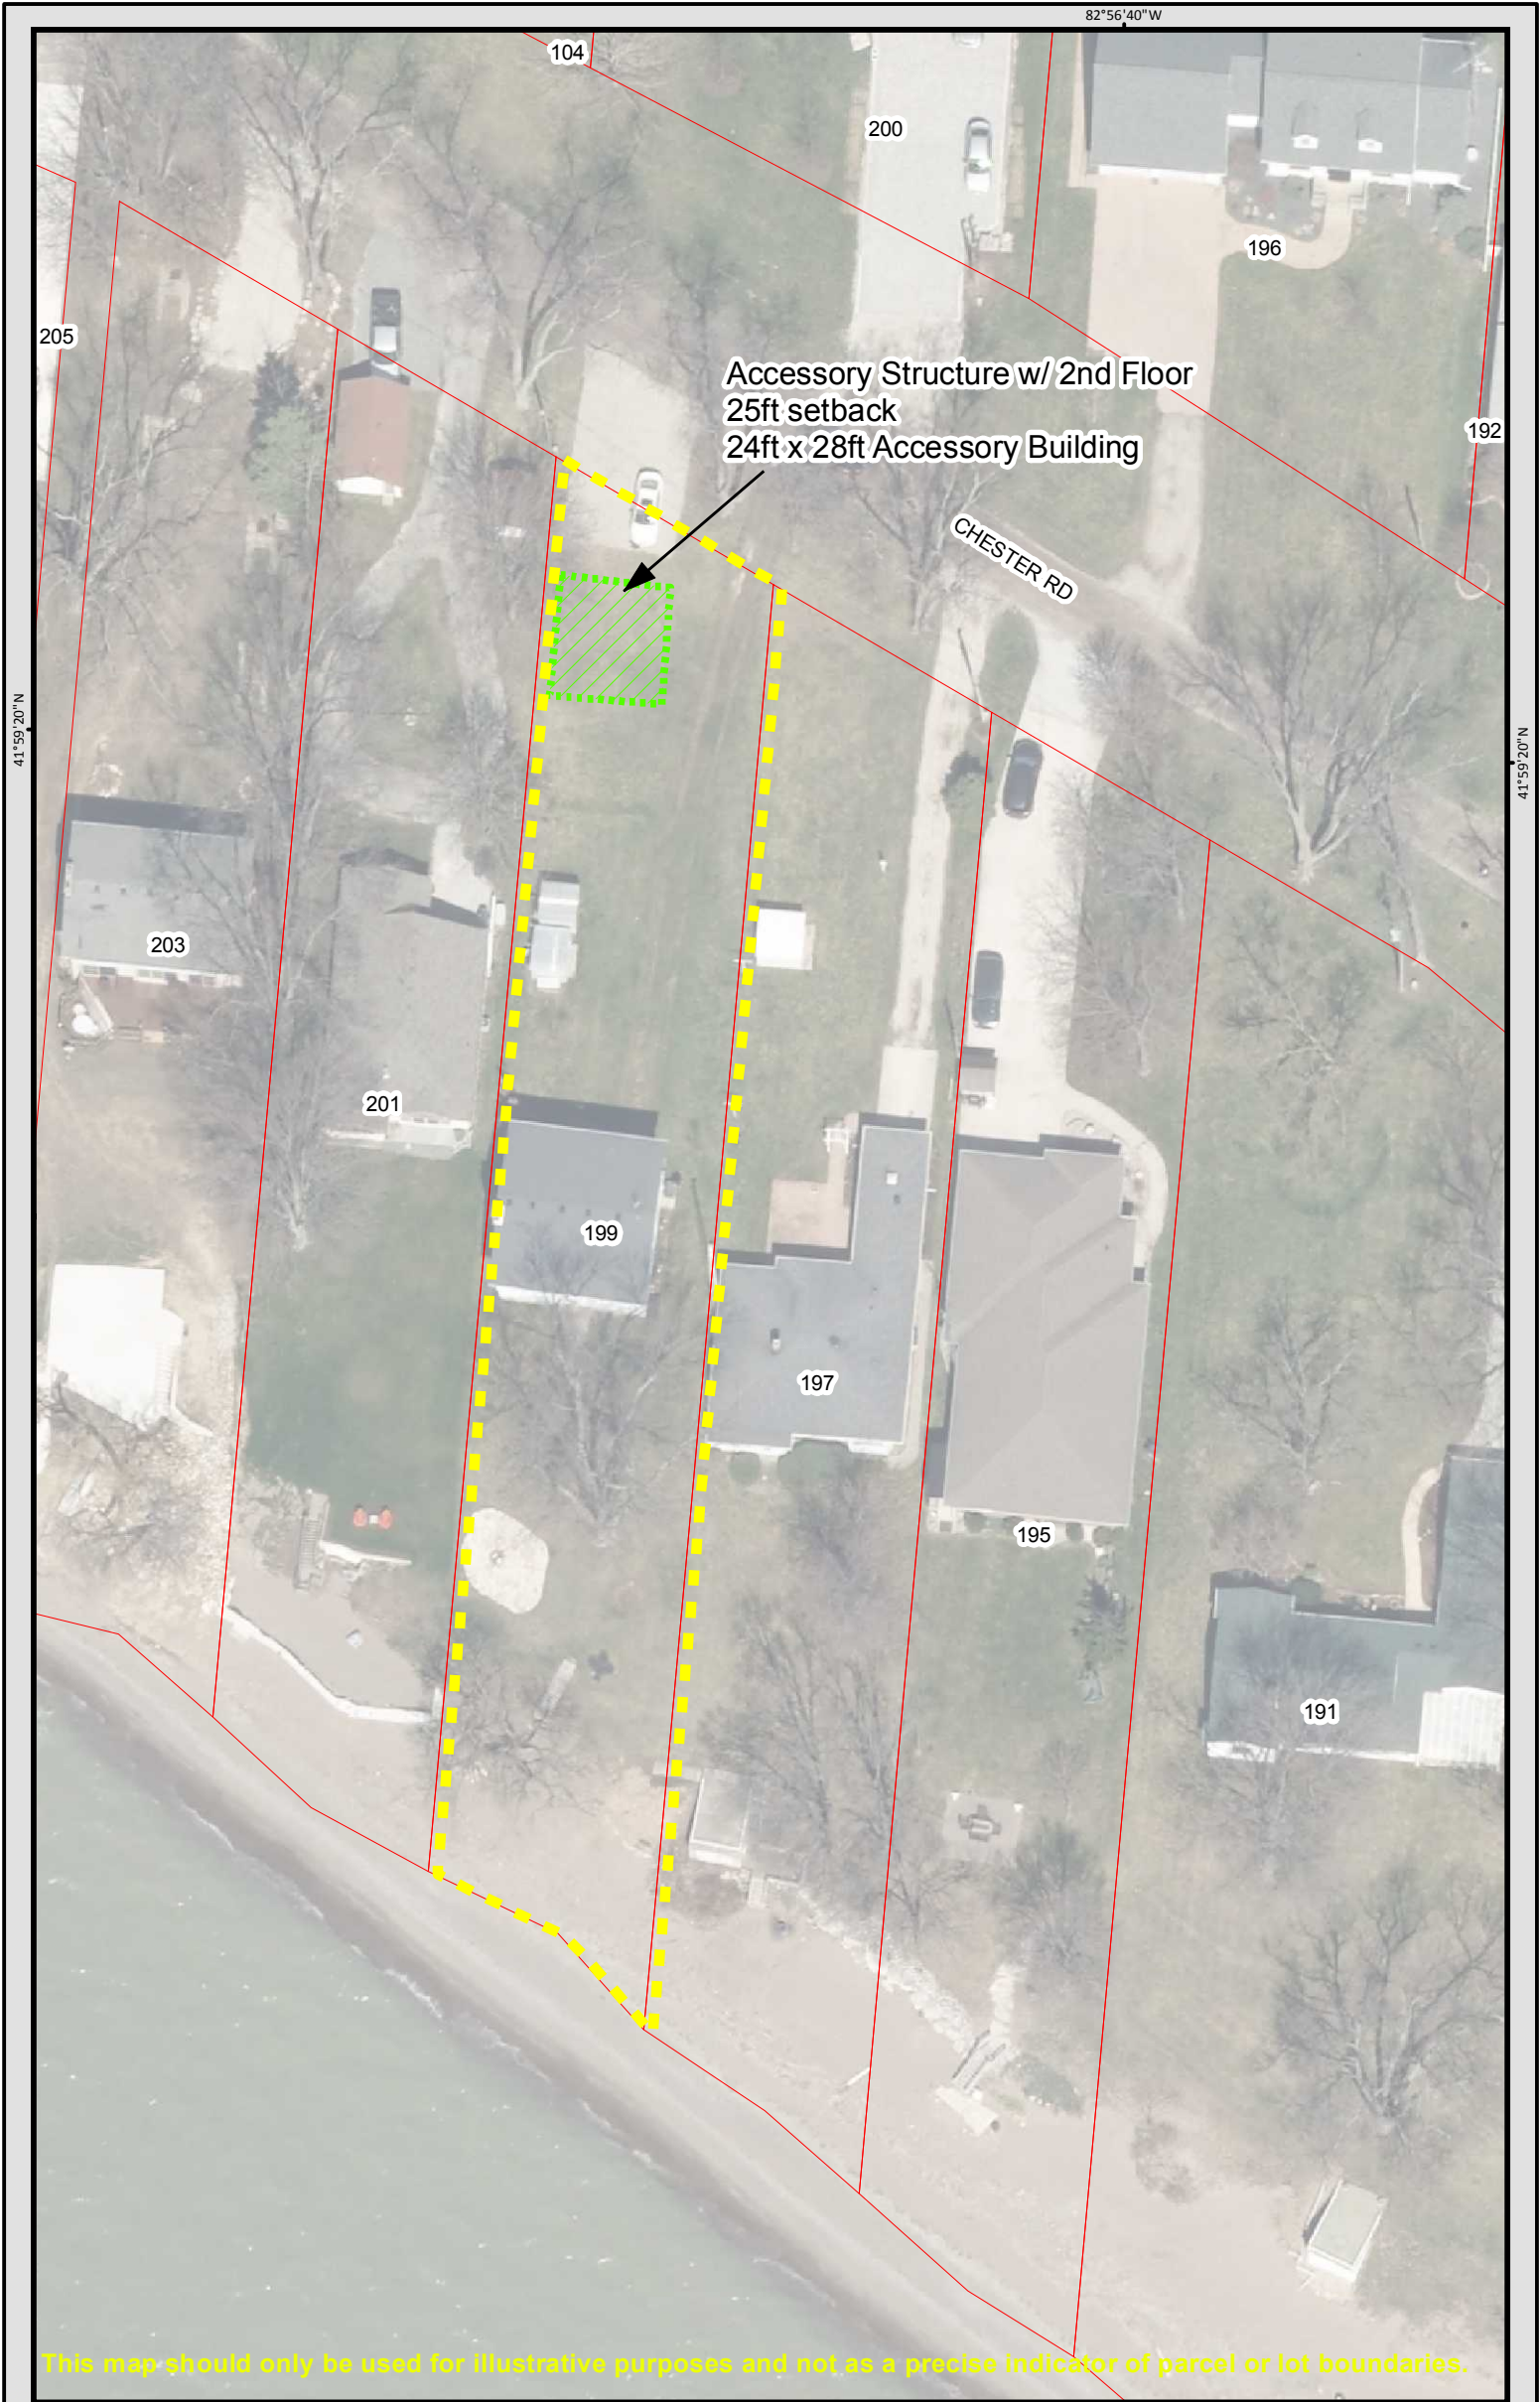 82°56'40"W
104
200
196
205
Accessory Structure w/ 2nd Floor
25ft setback
24ft x 28ft Accessory Building
192
CHESTER RD
41°59'20"N
41°59'20"N
203
201
199
197
195
191
This map should only be used for illustrative purposes and not as a precise indicator of parcel or lot boundaries.